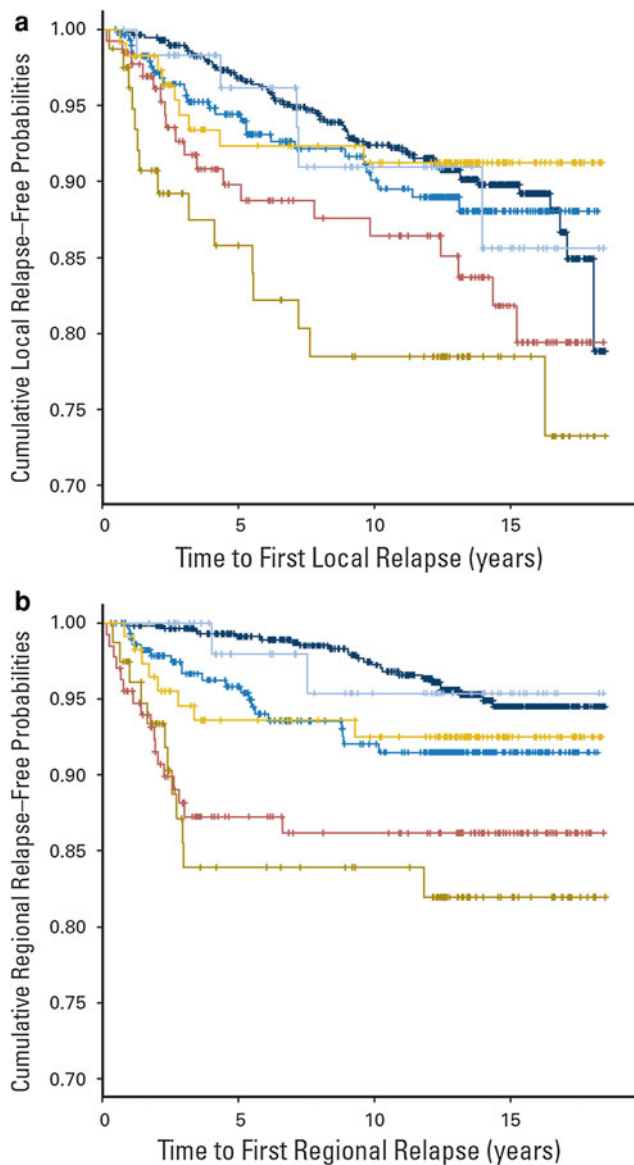 a
Cumulative Local Relapse–Free Probabilities
1.00
0.95
0.90
0.85
0.80
0.75
0.70
0 5 10 15
Time to First Local Relapse (years)
b
Cumulative Regional Relapse–Free Probabilities
1.00
0.95
0.90
0.85
0.80
0.75
0.70
0 5 10 15
Time to First Regional Relapse (years)